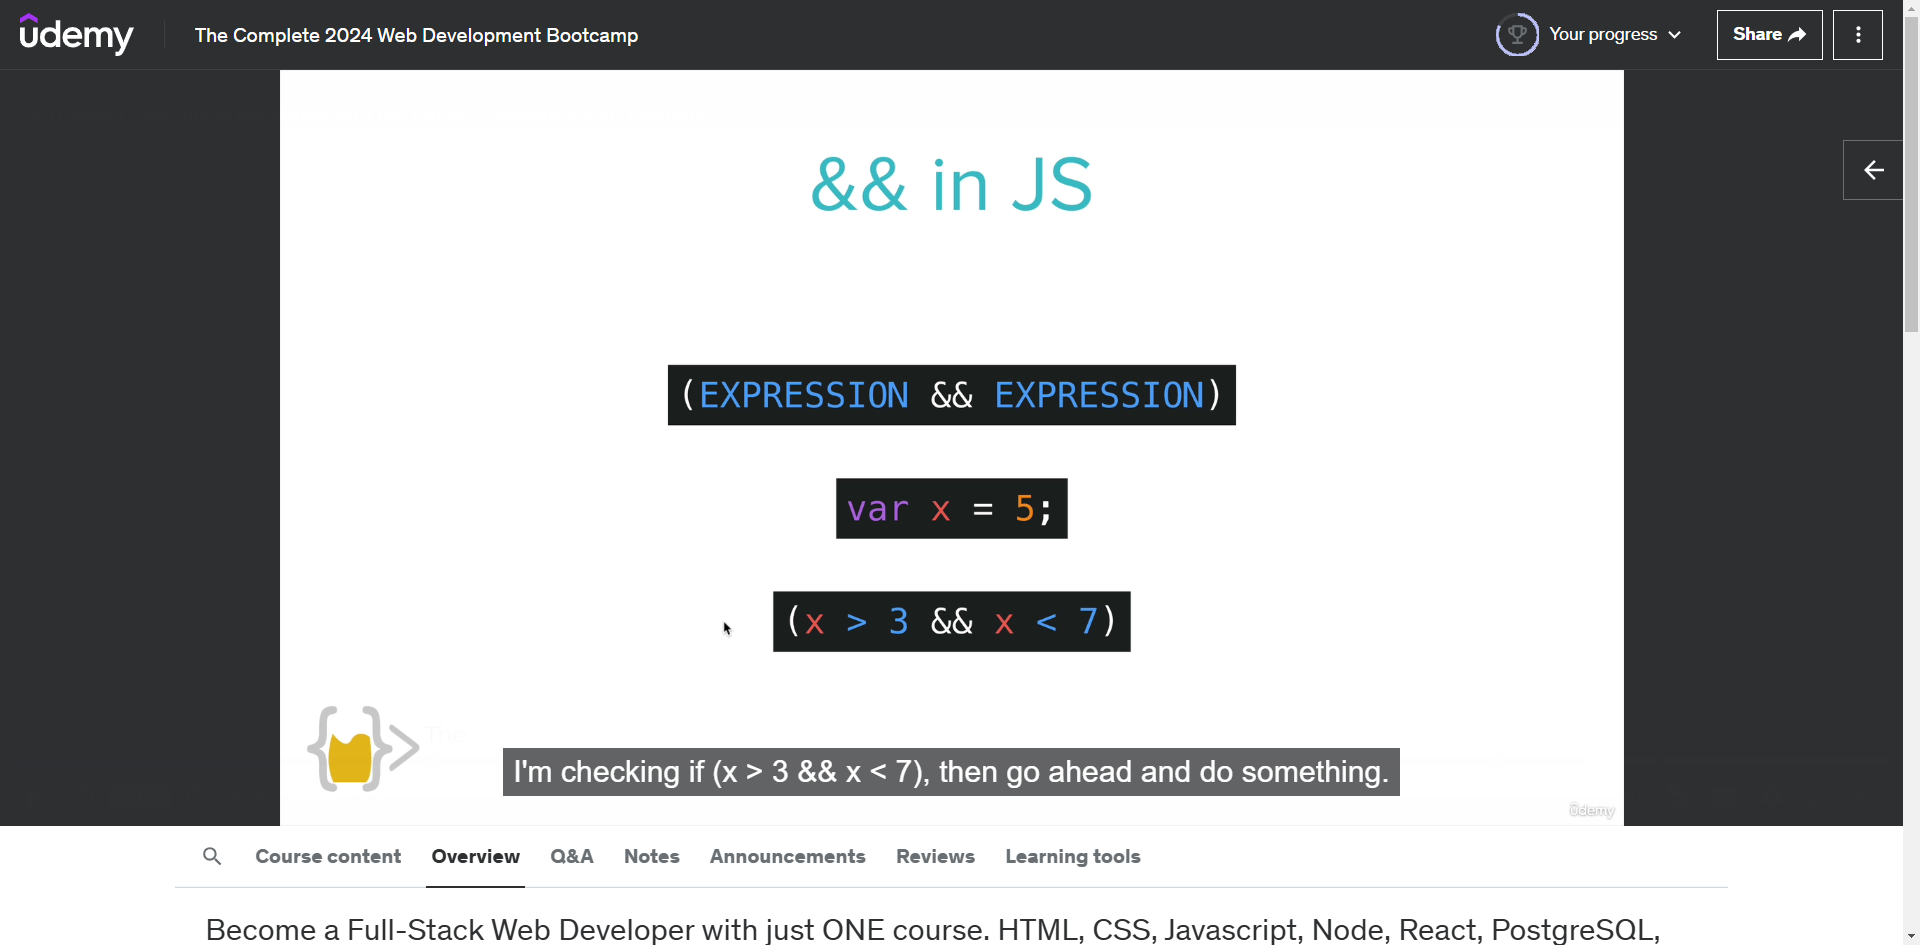 udemy
The Complete 2024 Web Development Bootcamp
Your progress
Share
&& in JS
(EXPRESSION && EXPRESSION)
var x = 5;
(x > 3 && x < 7)
I'm checking if (x > 3 && x < 7), then go ahead and do something.
udemy
Course content
Overview
Q&A
Notes
Announcements
Reviews
Learning tools
Become a Full-Stack Web Developer with just ONE course. HTML, CSS, Javascript, Node, React, PostgreSQL,